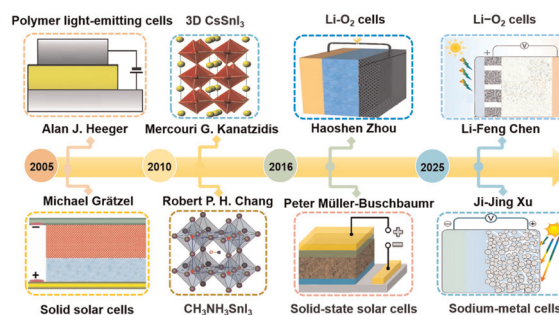 Polymer light-emitting cells
3D CsSnI₃
Li-O₂ cells
Li−O₂ cells
V
+
Alan J. Heeger
Mercouri G. Kanatzidis
Haoshen Zhou
Li-Feng Chen
2005
2010
2016
2025
Michael Grätzel
Robert P. H. Chang
Peter Müller-Buschbaumr
Ji-Jing Xu
−
+
+
−
⊖ V ⊕
Solid solar cells
CH₃NH₃SnI₃
Solid-state solar cells
Sodium-metal cells